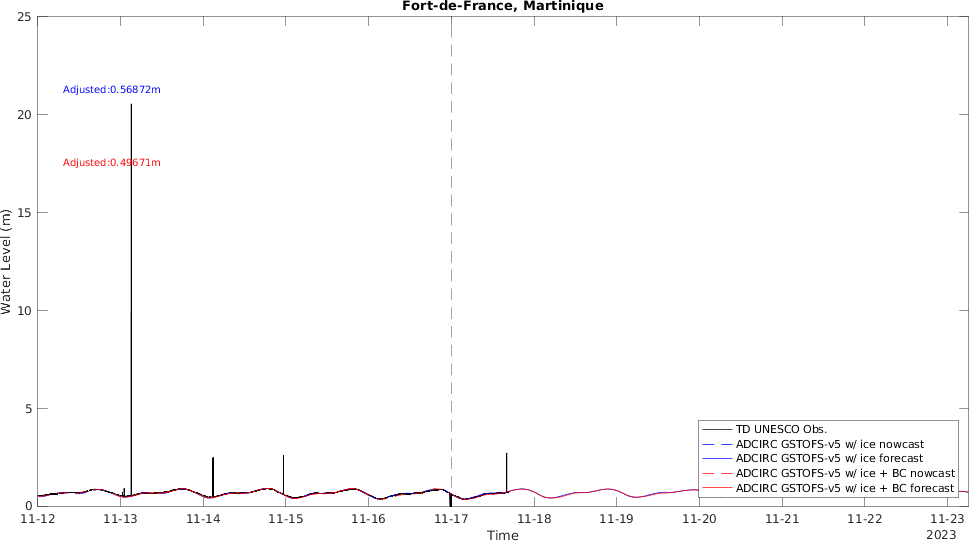 Fort-de-France, Martinique
25
20
15
10
5
0
Water Level (m)
Adjusted:0.56872m
Adjusted:0.49671m
TD UNESCO Obs.
ADCIRC GSTOFS-v5 w/ ice nowcast
ADCIRC GSTOFS-v5 w/ ice forecast
ADCIRC GSTOFS-v5 w/ ice + BC nowcast
ADCIRC GSTOFS-v5 w/ ice + BC forecast
11-12 11-13 11-14 11-15 11-16 11-17 11-18 11-19 11-20 11-21 11-22 11-23
Time
2023